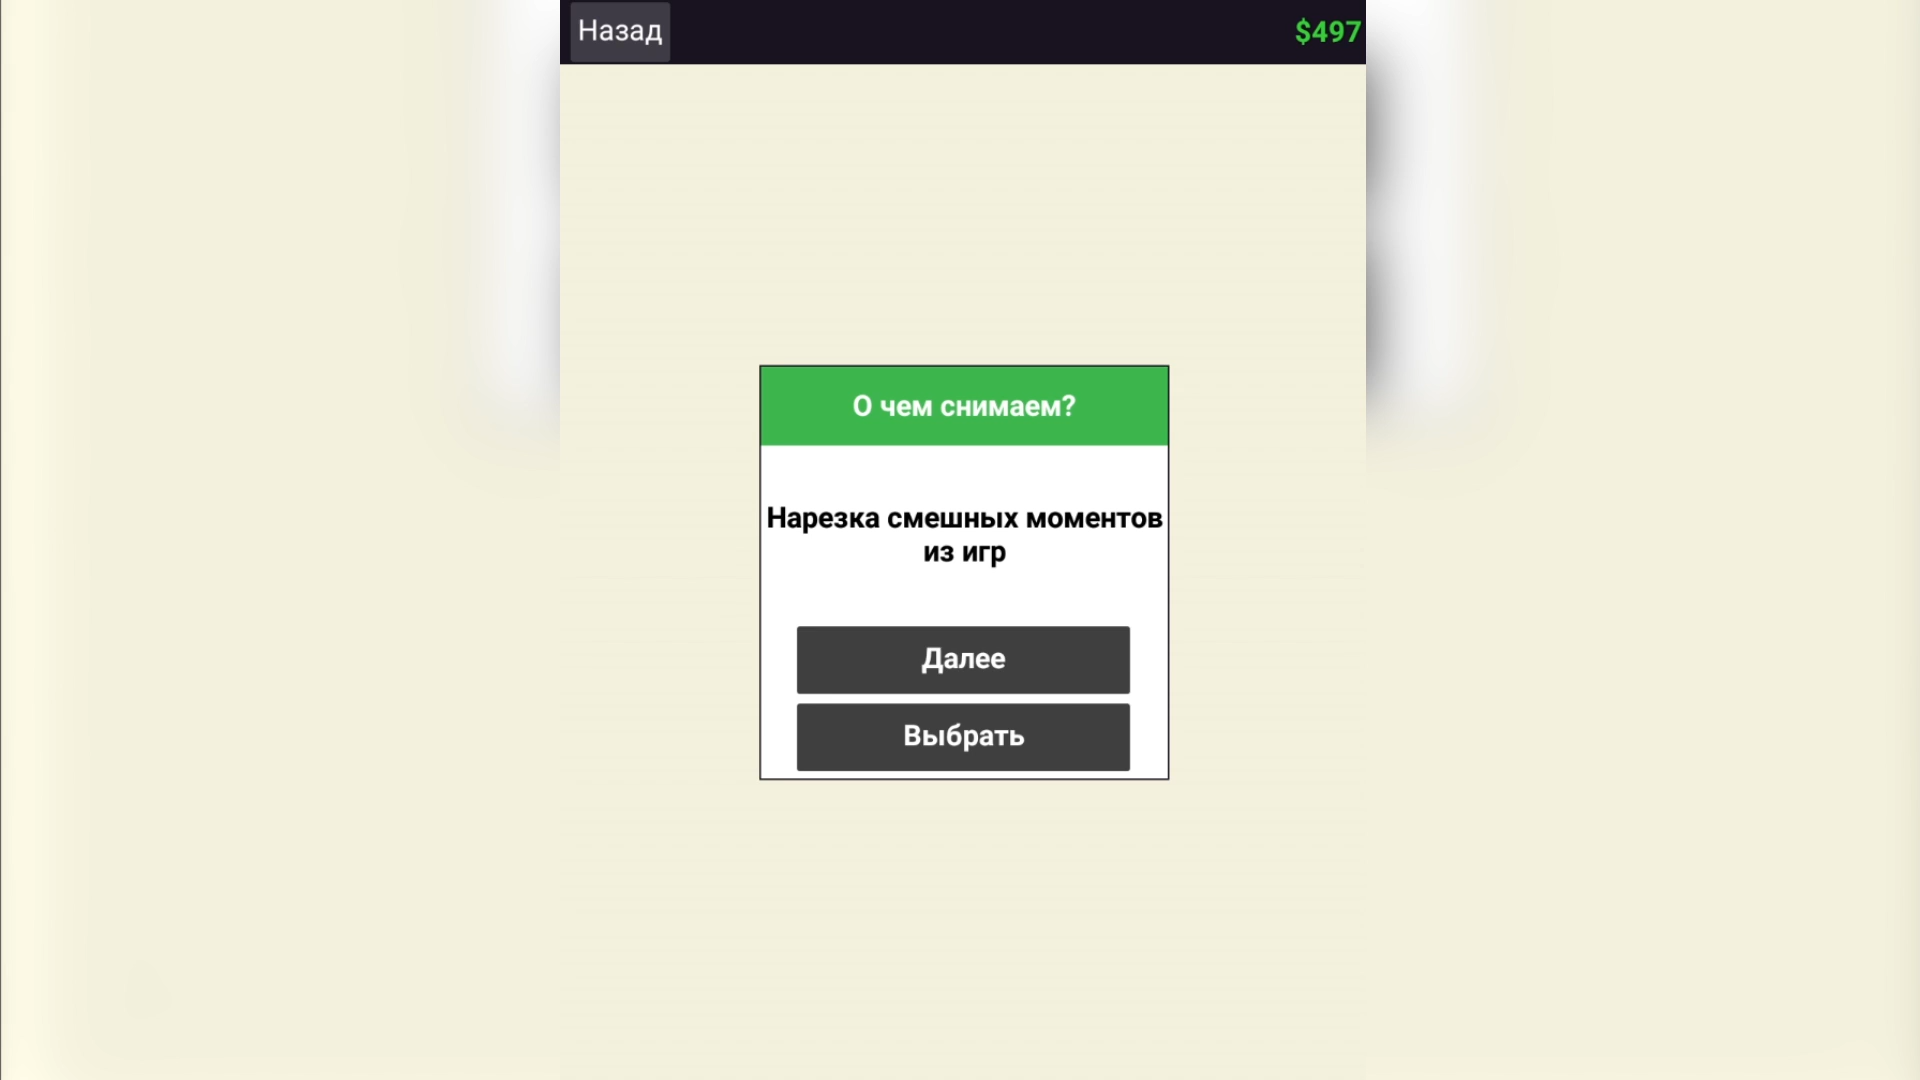 Назад
$497
О чем снимаем?
Нарезка смешных моментов
из игр
Далее
Выбрать